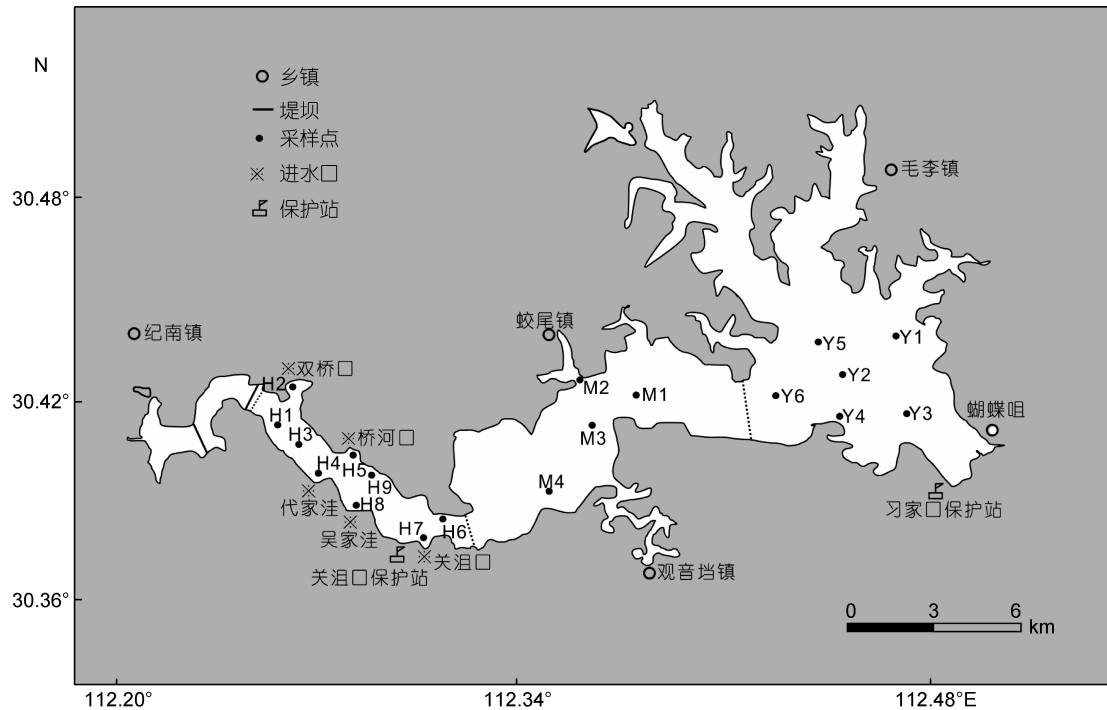 N
乡镇
堤坝
采样点
进水口
保护站
30.48°
毛李镇
纪南镇
蛟尾镇
Y1
Y5
双桥口
H2
Y2
M2
M1
Y6
30.42°
Y4
Y3
蝴蝶咀
H1
H3
桥河口
M3
H4
H5
H9
M4
代家洼
H8
吴家洼
习家口保护站
H7
H6
关沮口
关沮口保护站
观音垱镇
30.36°
0 3 6
km
112.20°
112.34°
112.48°E